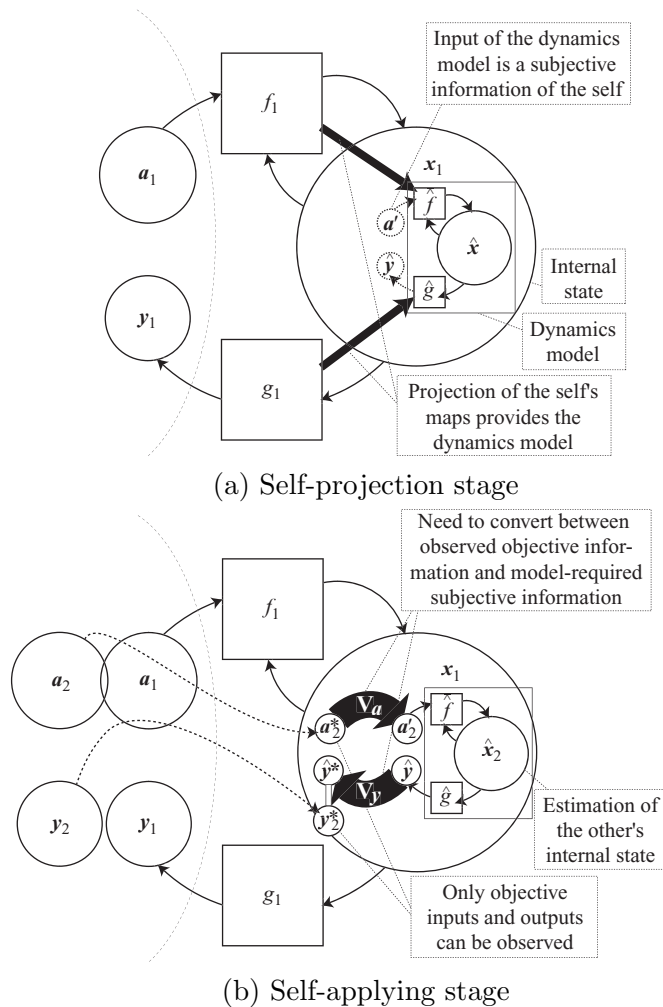 Input of the dynamics
model is a subjective
information of the self
f₁
x₁
a₁
f̂
a′
x̂
ŷ
ĝ
y₁
Internal
state
Dynamics
model
g₁
Projection of the self's
maps provides the
dynamics model
(a) Self-projection stage
Need to convert between
observed objective infor-
mation and model-required
subjective information
f₁
x₁
a₂ a₁
Va
f̂
a*₂ a′₂
x̂₂
ŷ* ŷ
Vy
ĝ
y₂ y₁
y*₂
Estimation of
the other's
internal state
g₁
Only objective
inputs and outputs
can be observed
(b) Self-applying stage